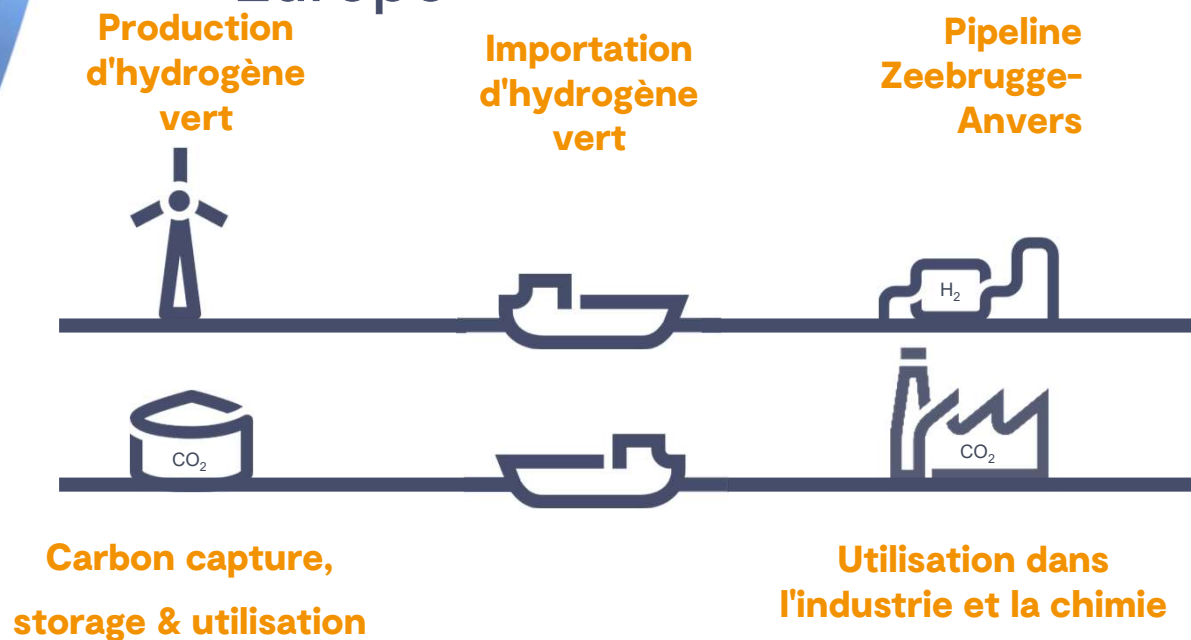 Europe
Production
d'hydrogène
vert
Importation
d'hydrogène
vert
Pipeline
Zeebrugge-
Anvers
H₂
CO₂
CO₂
Carbon capture,
storage & utilisation
Utilisation dans
l'industrie et la chimie